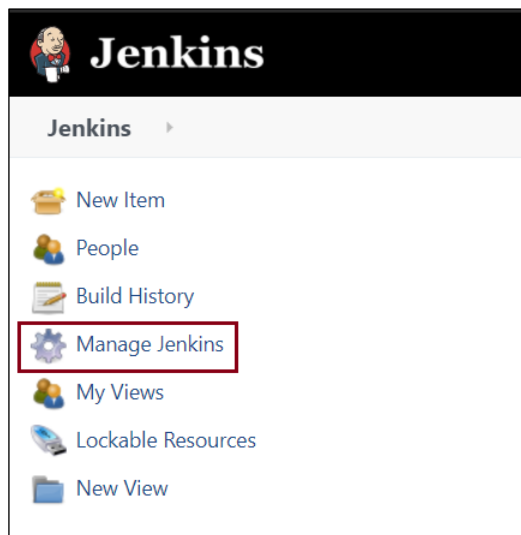 Jenkins
Jenkins
New Item
People
Build History
Manage Jenkins
My Views
Lockable Resources
New View